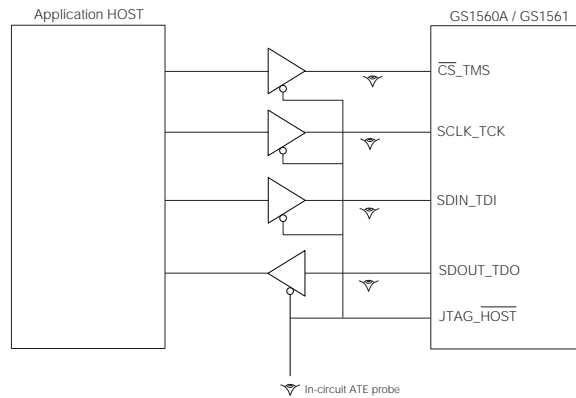 Application HOST
GS1560A / GS1561
CS_TMS
SCLK_TCK
SDIN_TDI
SDOUT_TDO
JTAG_HOST
In-circuit ATE probe